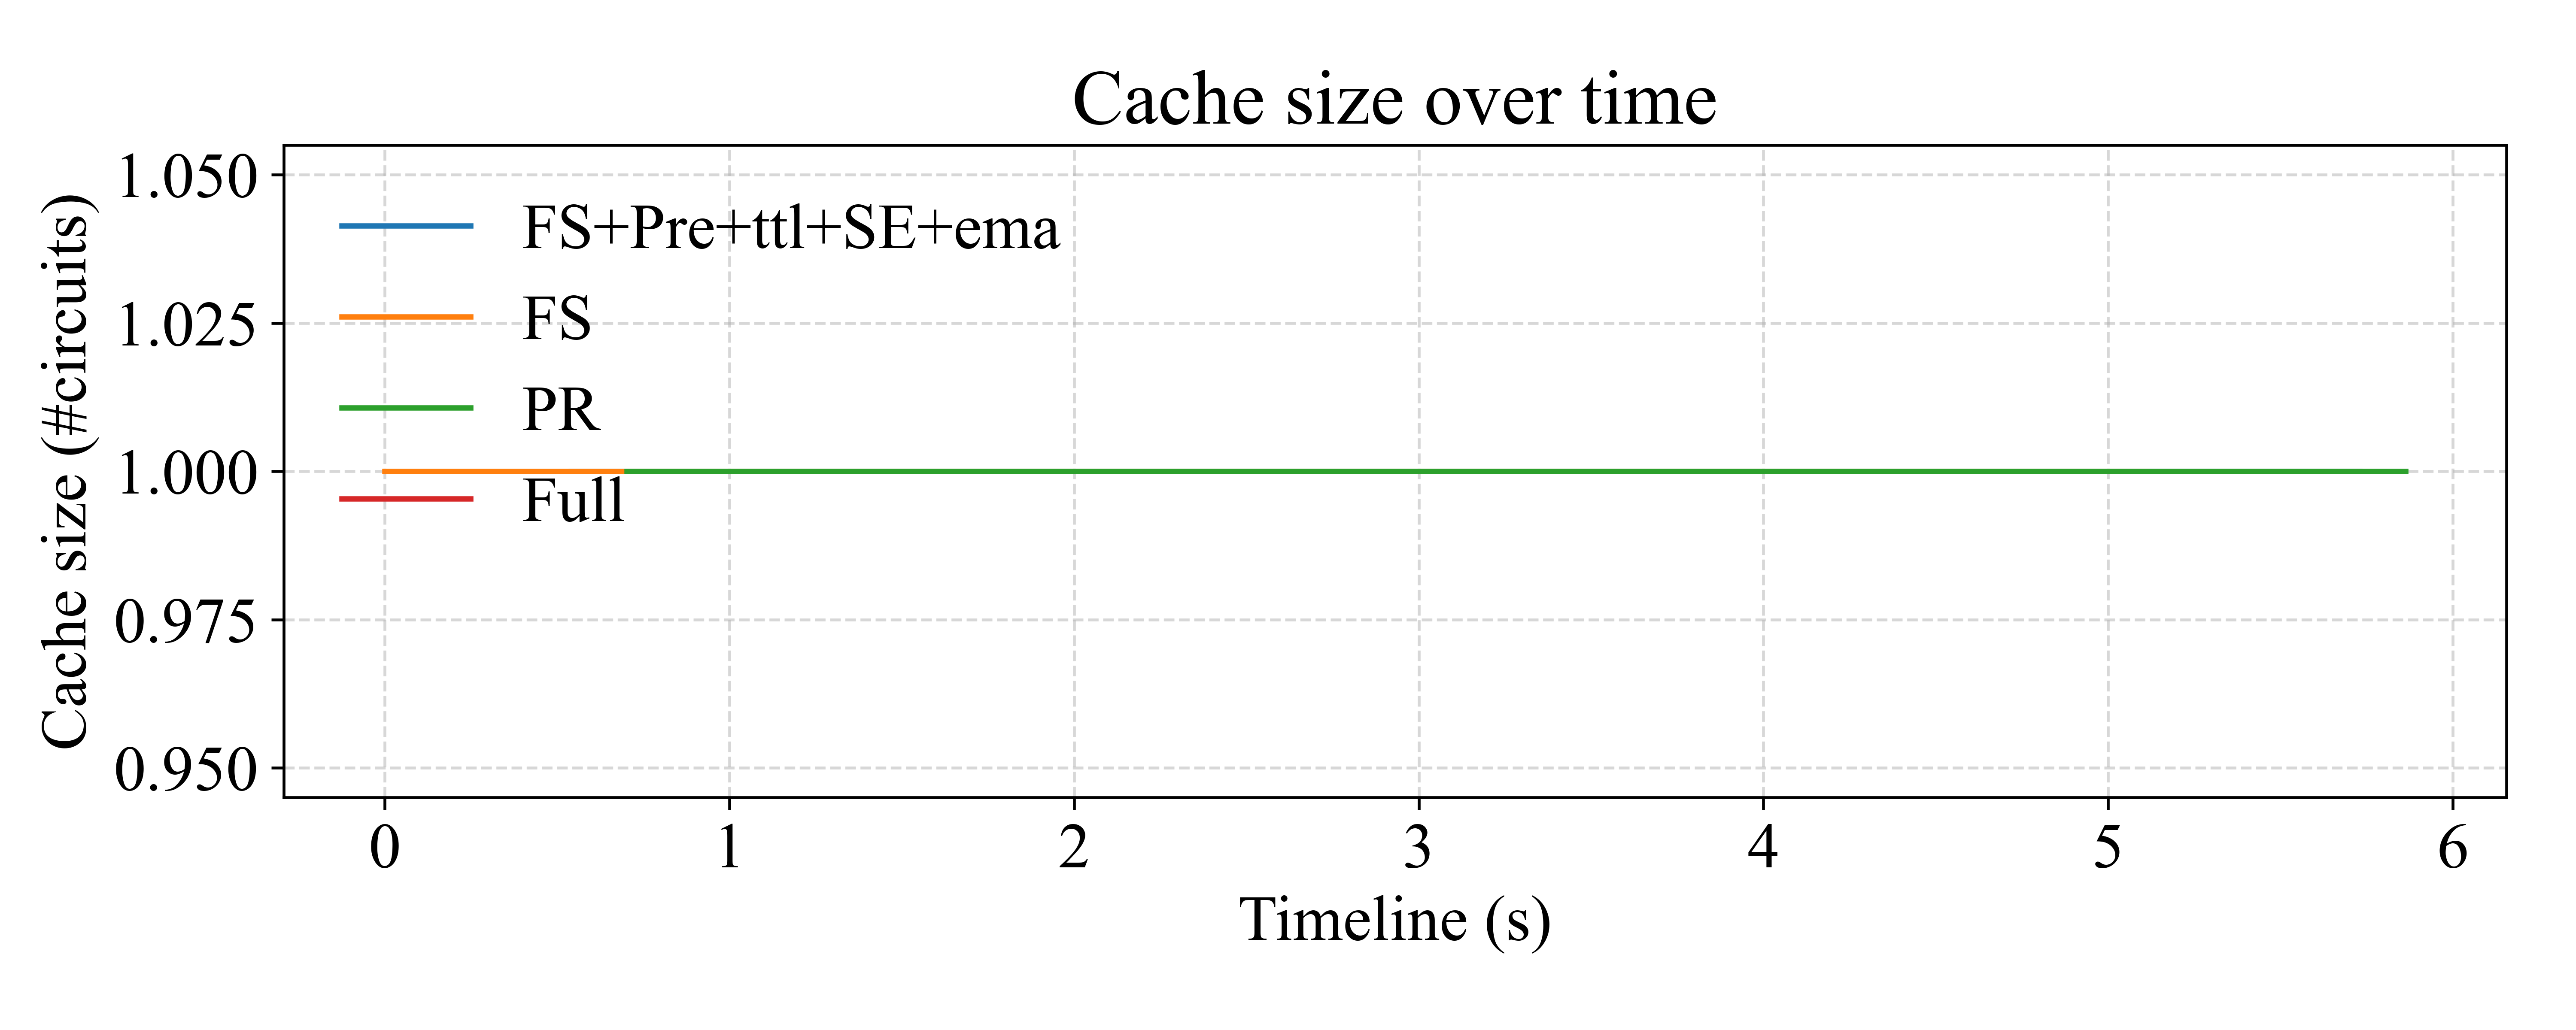 Cache size over time
Cache size (#circuits)
1.050
1.025
1.000
0.975
0.950
FS+Pre+ttl+SE+ema
FS
PR
Full
0 1 2 3 4 5 6
Timeline (s)